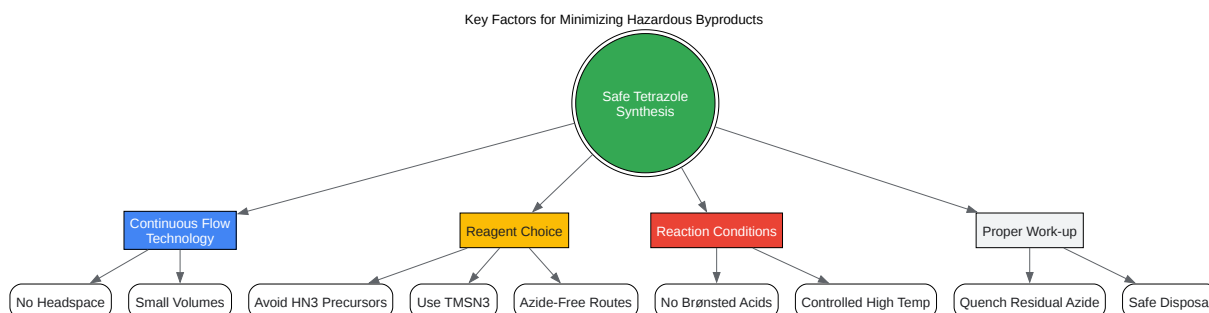 Key Factors for Minimizing Hazardous Byproducts
Safe Tetrazole
Synthesis
Continuous Flow
Technology
Reagent Choice
Reaction Conditions
Proper Work-up
No Headspace
Small Volumes
Avoid HN3 Precursors
Use TMSN3
Azide-Free Routes
No Brønsted Acids
Controlled High Temp
Quench Residual Azide
Safe Disposa